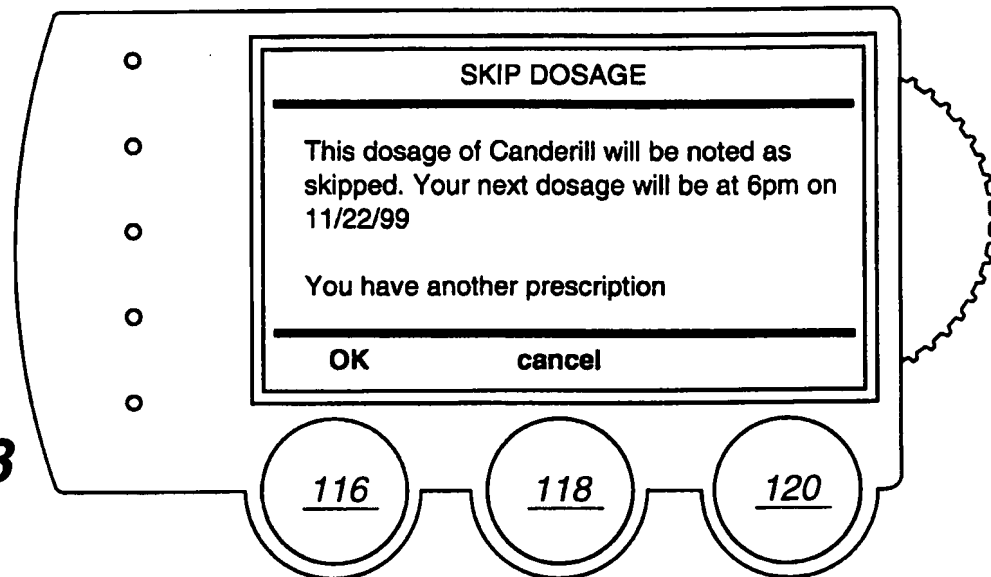 SKIP DOSAGE
This dosage of Canderill will be noted as
skipped. Your next dosage will be at 6pm on
11/22/99
You have another prescription
OK cancel
116 118 120